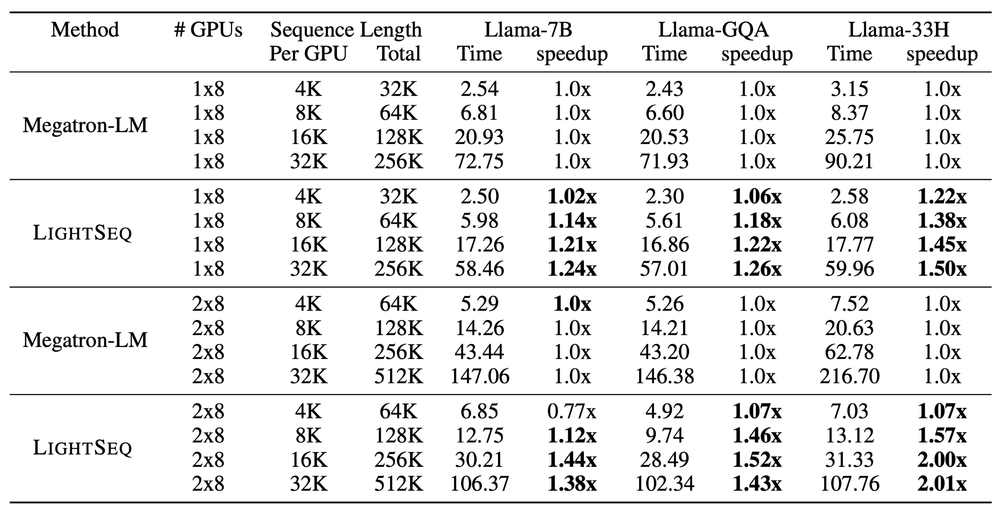 Method # GPUs Sequence Length Llama-7B Llama-GQA Llama-33H
Per GPU Total Time speedup Time speedup Time speedup
1x8 4K 32K 2.54 1.0x 2.43 1.0x 3.15 1.0x
1x8 8K 64K 6.81 1.0x 6.60 1.0x 8.37 1.0x
Megatron-LM
1x8 16K 128K 20.93 1.0x 20.53 1.0x 25.75 1.0x
1x8 32K 256K 72.75 1.0x 71.93 1.0x 90.21 1.0x
1x8 4K 32K 2.50 1.02x 2.30 1.06x 2.58 1.22x
1x8 8K 64K 5.98 1.14x 5.61 1.18x 6.08 1.38x
LIGHTSEQ
1x8 16K 128K 17.26 1.21x 16.86 1.22x 17.77 1.45x
1x8 32K 256K 58.46 1.24x 57.01 1.26x 59.96 1.50x
2x8 4K 64K 5.29 1.0x 5.26 1.0x 7.52 1.0x
2x8 8K 128K 14.26 1.0x 14.21 1.0x 20.63 1.0x
Megatron-LM
2x8 16K 256K 43.44 1.0x 43.20 1.0x 62.78 1.0x
2x8 32K 512K 147.06 1.0x 146.38 1.0x 216.70 1.0x
2x8 4K 64K 6.85 0.77x 4.92 1.07x 7.03 1.07x
2x8 8K 128K 12.75 1.12x 9.74 1.46x 13.12 1.57x
LIGHTSEQ
2x8 16K 256K 30.21 1.44x 28.49 1.52x 31.33 2.00x
2x8 32K 512K 106.37 1.38x 102.34 1.43x 107.76 2.01x